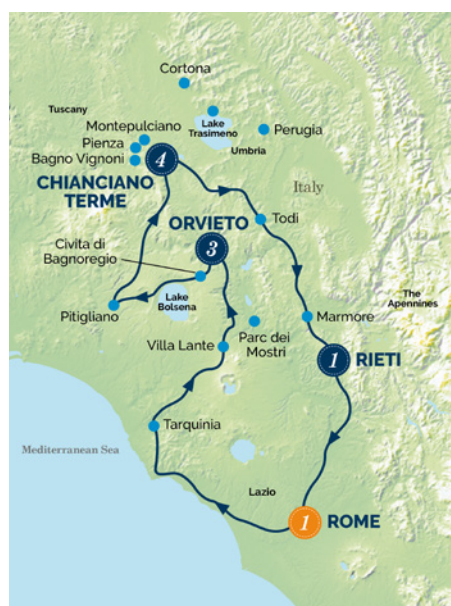 Cortona
Tuscany
Lake
Trasimeno
Montepulciano
Perugia
Pienza
Umbria
Bagno Vignoni
4
CHIANCIANO
TERME
Italy
ORVIETO
Todi
3
Civita di
Bagnoregio
The
Apennines
Lake
Bolsena
Pitigliano
Marmore
Parc dei
Mostri
Villa Lante
1
RIETI
Tarquinia
Mediterranean Sea
Lazio
1
ROME